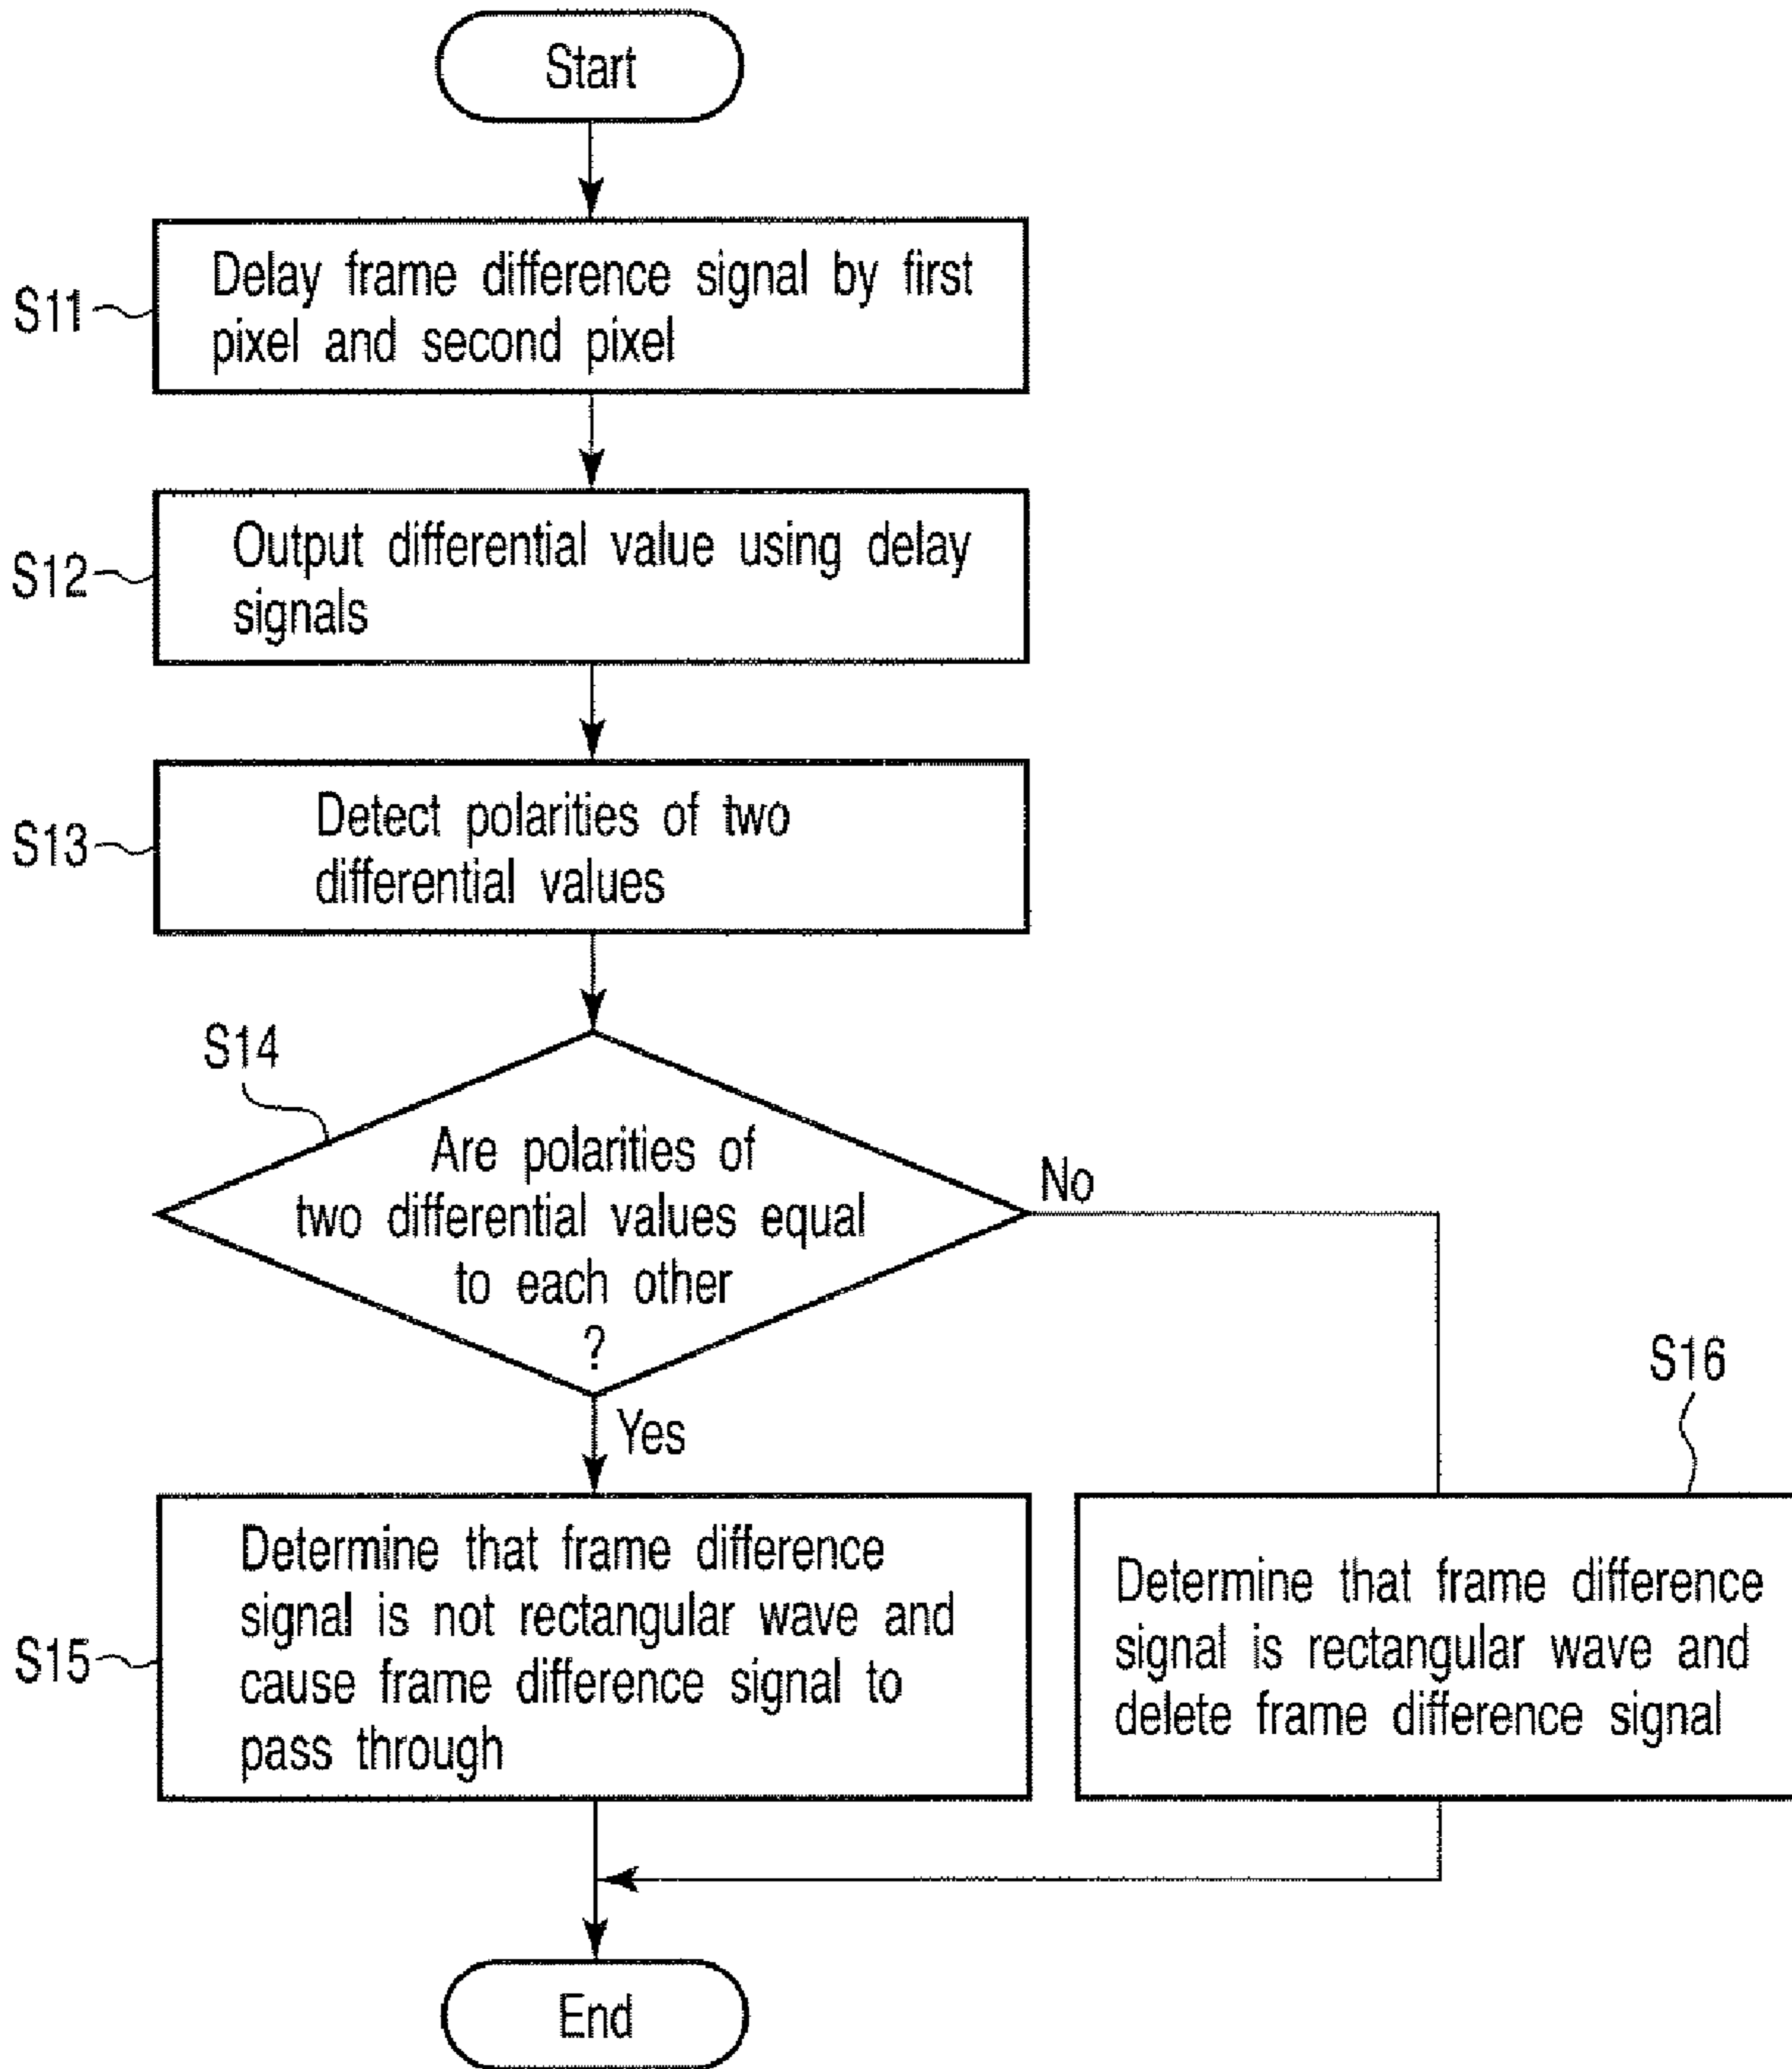 Start
S11
Delay frame difference signal by first
pixel and second pixel
S12
Output differential value using delay
signals
S13
Detect polarities of two
differential values
S14
Are polarities of
two differential values equal
to each other
?
No
Yes
S15
Determine that frame difference
signal is not rectangular wave and
cause frame difference signal to
pass through
S16
Determine that frame difference
signal is rectangular wave and
delete frame difference signal
End